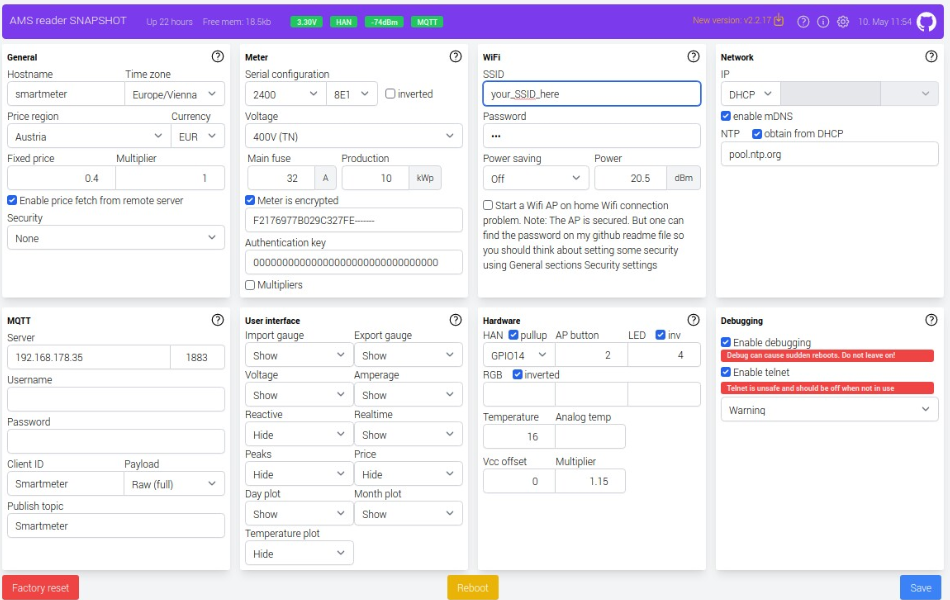 AMS reader SNAPSHOT Up 22 hours Free mem: 18.5kb 3.30V HAN -74dBm MQTT New version: v2.2.17 10. May 11:54
General
Hostname Time zone
smartmeter Europe/Vienna
Price region Currency
Austria EUR
Fixed price Multiplier
0.4 1
Enable price fetch from remote server
Security
None
Meter
Serial configuration
2400 8E1 inverted
Voltage
400V (TN)
Main fuse Production
32 A 10 kWp
Meter is encrypted
F2176977B029C327FE-------
Authentication key
00000000000000000000000000000000
Multipliers
WiFi
SSID
your_SSID_here
Password
•••
Power saving Power
Off 20.5 dBm
Start a Wifi AP on home Wifi connection
problem. Note: The AP is secured. But one can
find the password on my github readme file so
you should think about setting some security
using General sections Security settings
Network
IP
DHCP
enable mDNS
NTP obtain from DHCP
pool.ntp.org
MQTT
Server
192.168.178.35 1883
Username
Password
Client ID Payload
Smartmeter Raw (full)
Publish topic
Smartmeter
User interface
Import gauge Export gauge
Show Show
Voltage Amperage
Show Show
Reactive Realtime
Hide Show
Peaks Price
Hide Hide
Day plot Month plot
Show Show
Temperature plot
Hide
Hardware
HAN pullup AP button LED inv
GPIO14 2 4
RGB inverted
Temperature Analog temp
16
Vcc offset Multiplier
0 1.15
Debugging
Enable debugging
Debug can cause sudden reboots. Do not leave on!
Enable telnet
Telnet is unsafe and should be off when not in use
Warning
Factory reset Reboot Save